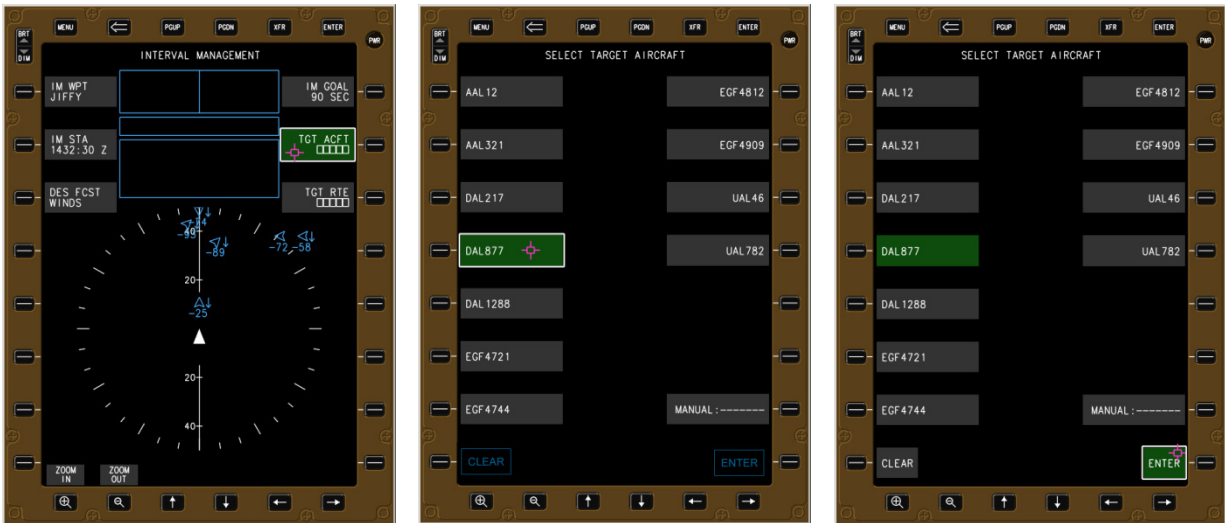 MENU PGUP PGDN XFR ENTER
BRT
DIM
PWR
INTERVAL MANAGEMENT
IM WPT
JIFFY
IM GOAL
90 SEC
IM STA
1432:30 Z
TGT ACFT
□□□□□
DES FCST
WINDS
TGT RTE
□□□□□
40
-89
-72
-58
20
-25
20
40
ZOOM
IN
ZOOM
OUT
MENU PGUP PGDN XFR ENTER
BRT
DIM
PWR
SELECT TARGET AIRCRAFT
AAL12 EGF4812
AAL321 EGF4909
DAL217 UAL46
DAL877 UAL782
DAL1288
EGF4721
EGF4744 MANUAL:-------
CLEAR ENTER
MENU PGUP PGDN XFR ENTER
BRT
DIM
PWR
SELECT TARGET AIRCRAFT
AAL12 EGF4812
AAL321 EGF4909
DAL217 UAL46
DAL877 UAL782
DAL1288
EGF4721
EGF4744 MANUAL:-------
CLEAR ENTER